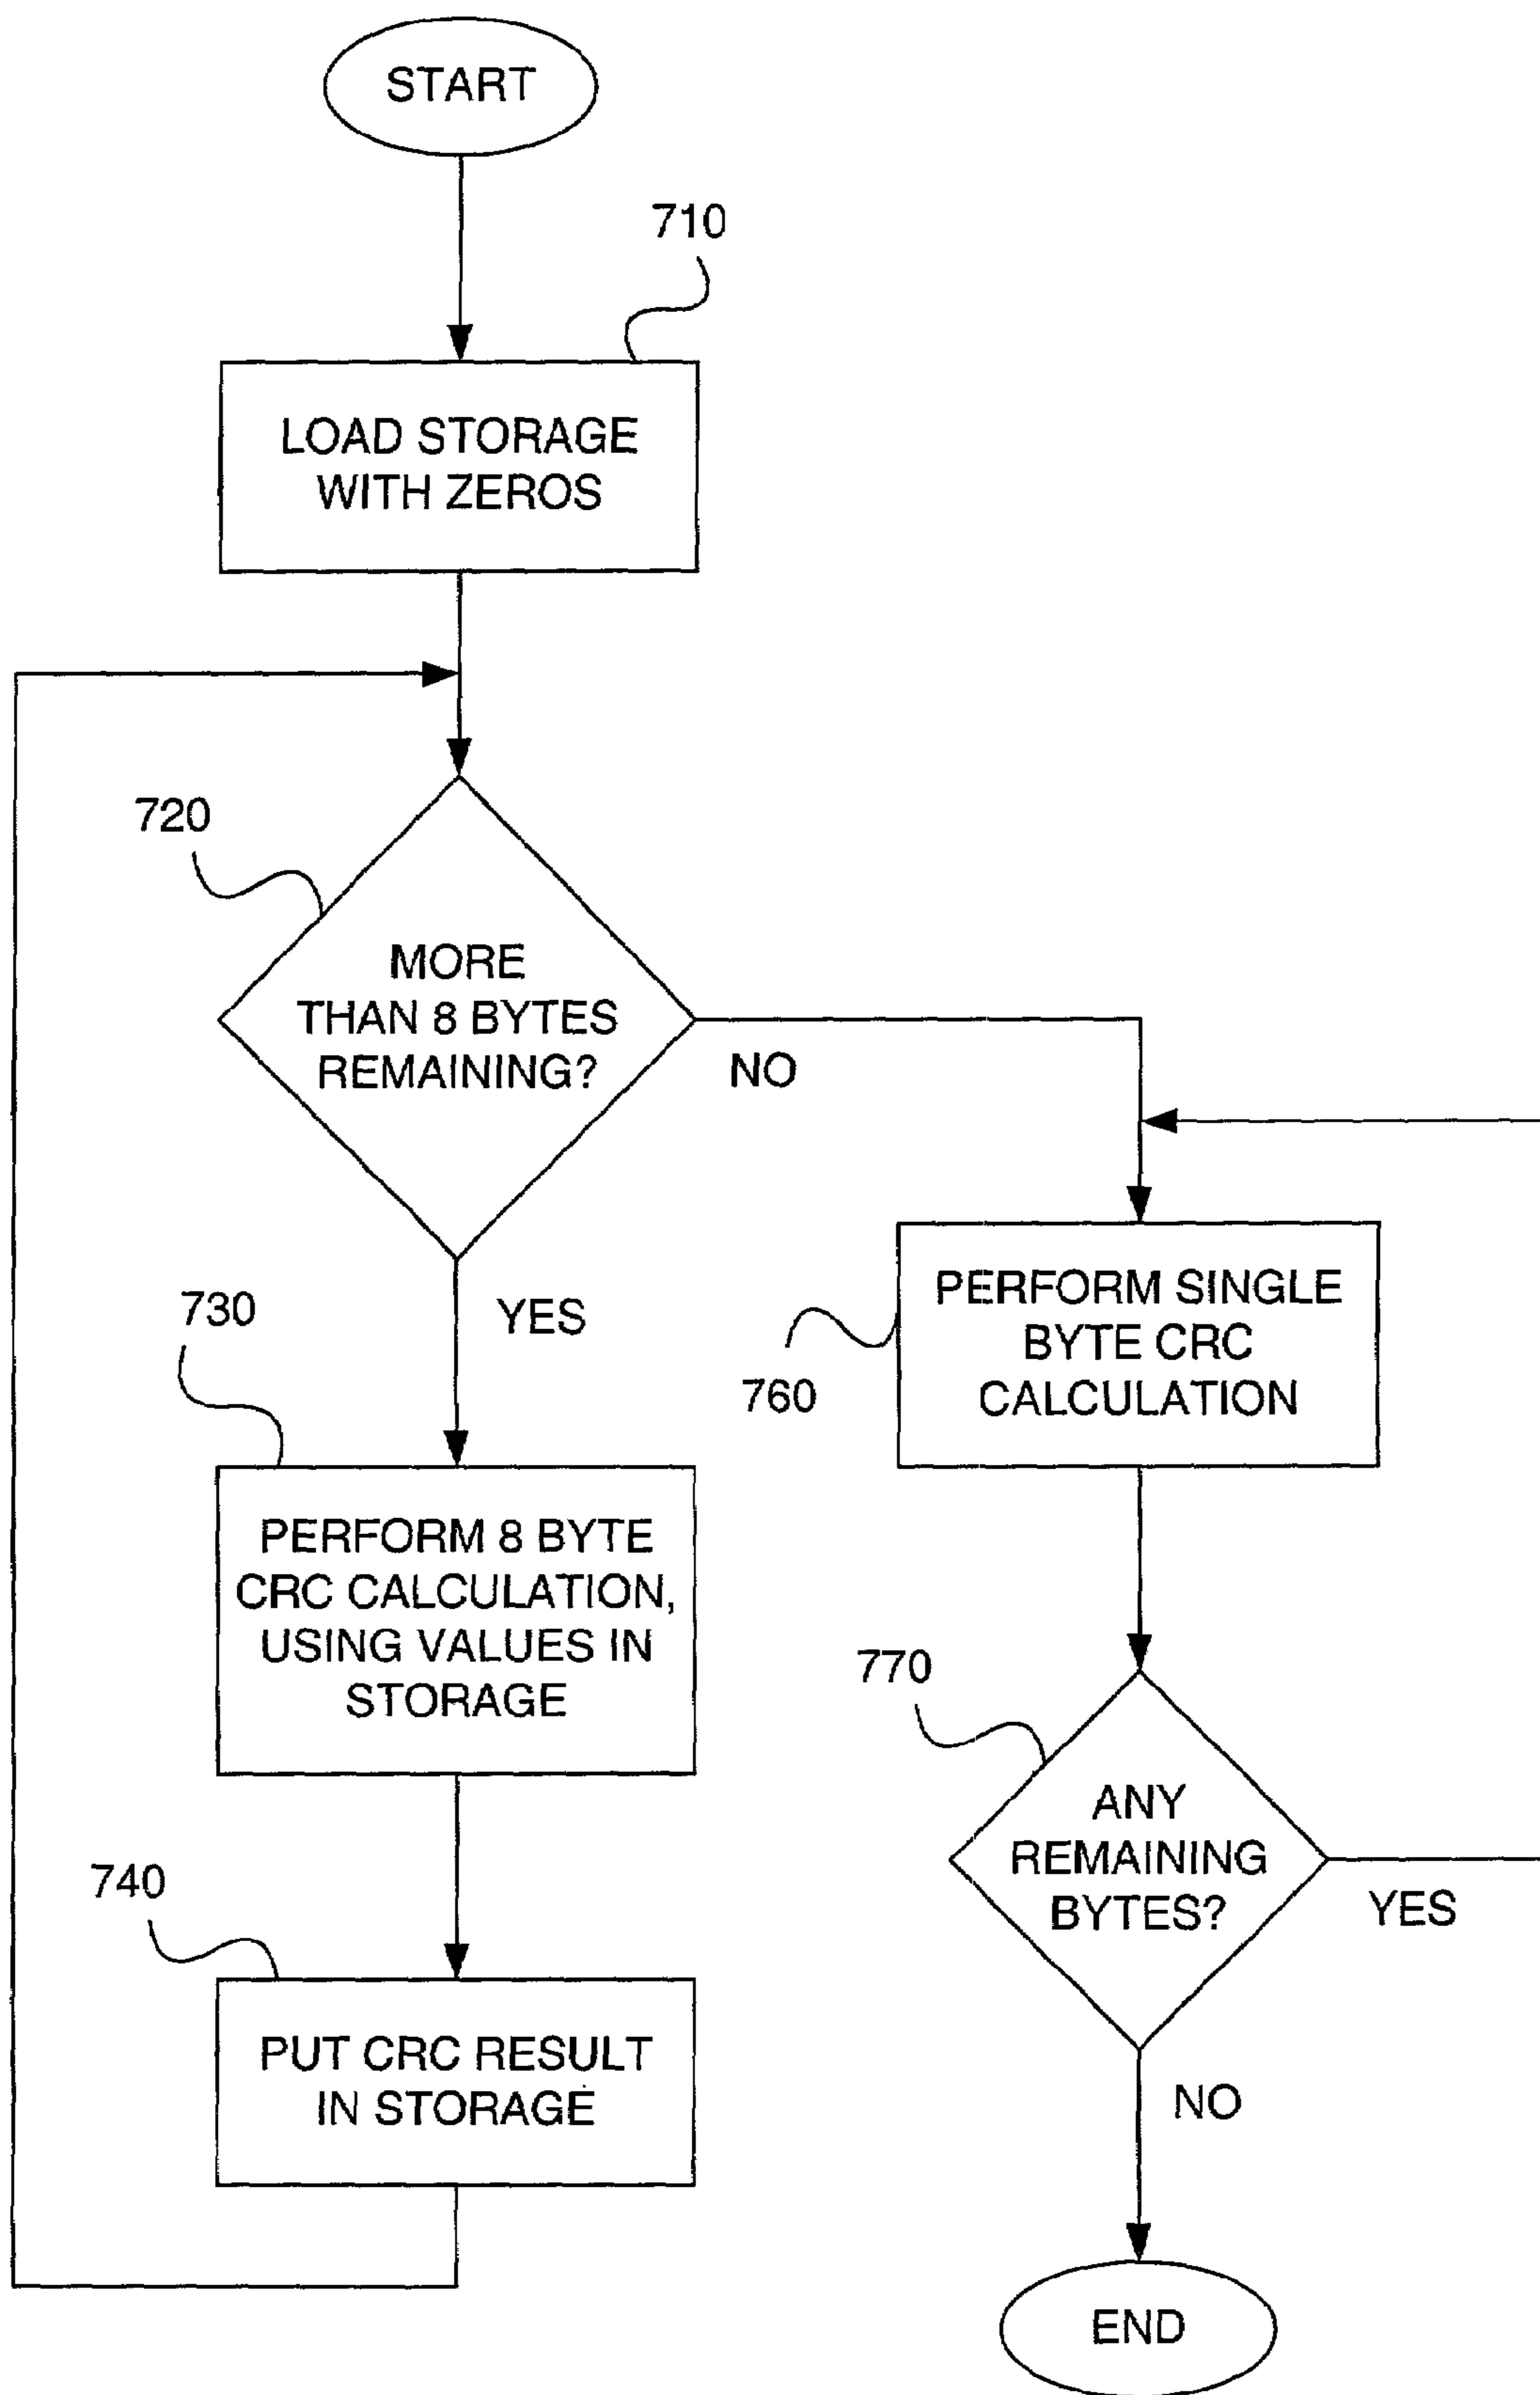 START
710
LOAD STORAGE
WITH ZEROS
720
MORE
THAN 8 BYTES
REMAINING?
NO
YES
730
PERFORM 8 BYTE
CRC CALCULATION,
USING VALUES IN
STORAGE
740
PUT CRC RESULT
IN STORAGE
PERFORM SINGLE
BYTE CRC
CALCULATION
760
770
ANY
REMAINING
BYTES?
YES
NO
END